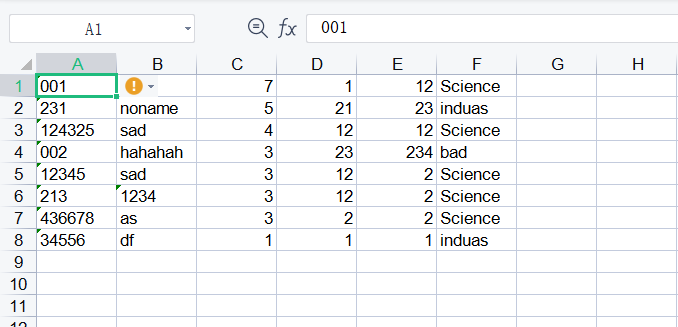 A1 fx 001
A B C D E F G H
1 001 7 1 12 Science
2 231 noname 5 21 23 induas
3 124325 sad 4 12 12 Science
4 002 hahahah 3 23 234 bad
5 12345 sad 3 12 2 Science
6 213 1234 3 12 2 Science
7 436678 as 3 2 2 Science
8 34556 df 1 1 1 induas
9
10
11